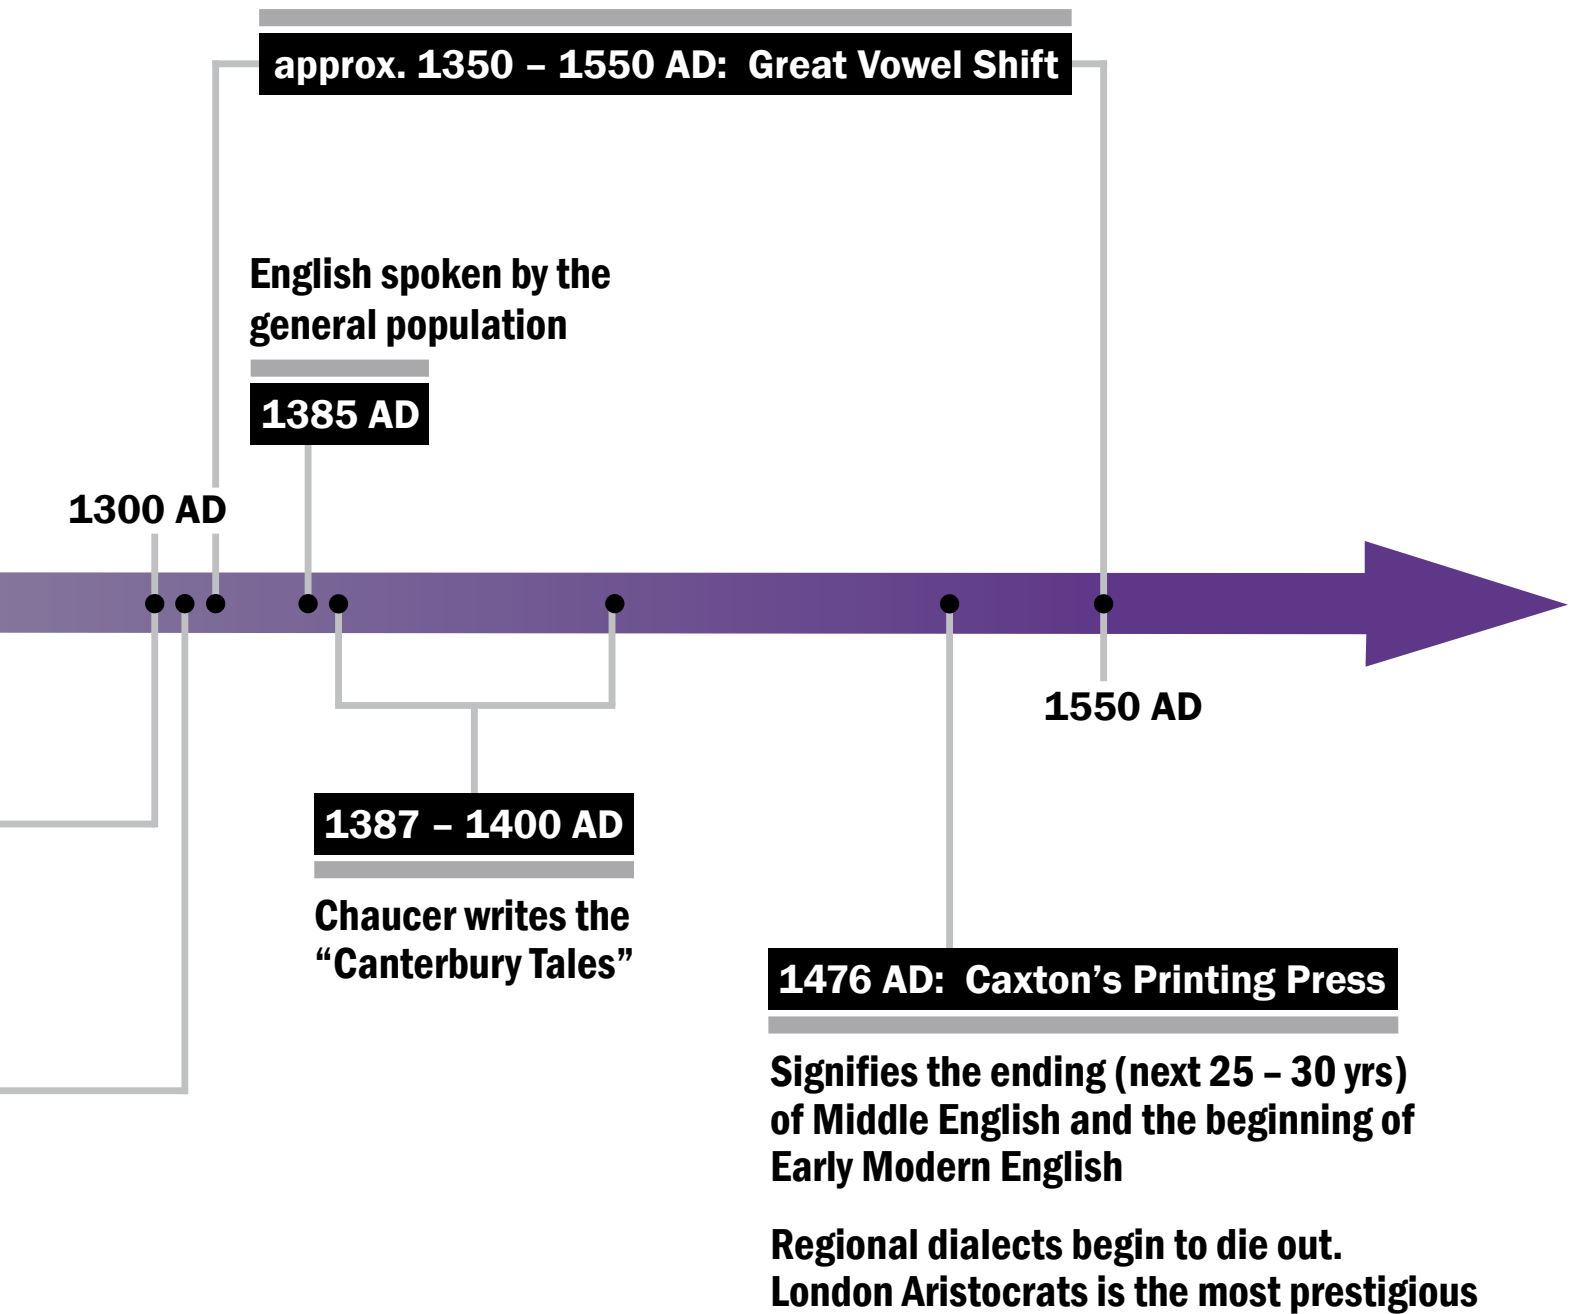 approx. 1350 – 1550 AD:  Great Vowel Shift
English spoken by the
general population
1385 AD
1300 AD
1550 AD
1387 – 1400 AD
Chaucer writes the
“Canterbury Tales”
1476 AD:  Caxton’s Printing Press
Signifies the ending (next 25 – 30 yrs)
of Middle English and the beginning of
Early Modern English
Regional dialects begin to die out.
London Aristocrats is the most prestigious